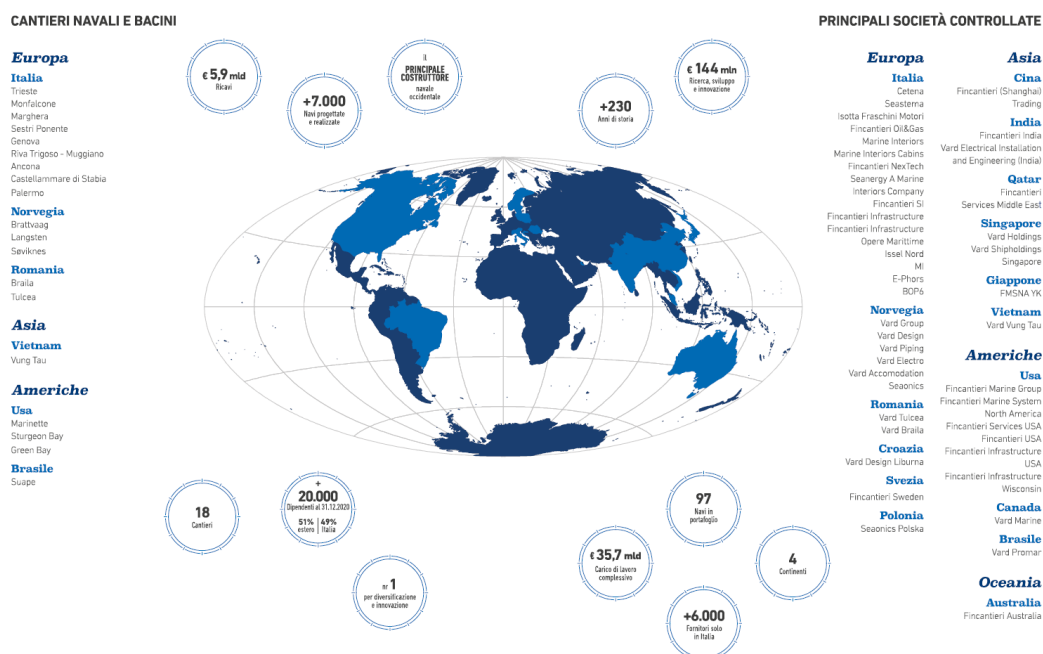 CANTIERI NAVALI E BACINI
Europa
Italia
Trieste
Monfalcone
Marghera
Sestri Ponente
Genova
Riva Trigoso - Muggiano
Ancona
Castellammare di Stabia
Palermo
Norvegia
Brattvaag
Langsten
Søviknes
Romania
Braila
Tulcea
Asia
Vietnam
Vung Tau
Americhe
Usa
Marinette
Sturgeon Bay
Green Bay
Brasile
Suape
€ 5,9 mld
Ricavi
+7.000
Navi progettate
e realizzate
il
PRINCIPALE
COSTRUTTORE
navale
occidentale
+230
Anni di storia
€ 144 mln
Ricerca, sviluppo
e innovazione
18
Cantieri
+
20.000
Dipendenti al 31.12.2020
51% | 49%
estero | Italia
nr 1
per diversificazione
e innovazione
€ 35,7 mld
Carico di lavoro
complessivo
97
Navi in
portafoglio
4
Continenti
+6.000
Fornitori solo
in Italia
PRINCIPALI SOCIETÀ CONTROLLATE
Europa
Italia
Cetena
Seastema
Isotta Fraschini Motori
Fincantieri Oil&Gas
Marine Interiors
Marine Interiors Cabins
Fincantieri NexTech
Seanergy A Marine
Interiors Company
Fincantieri SI
Fincantieri Infrastructure
Fincantieri Infrastructure
Opere Marittime
Issel Nord
MI
E-Phors
BOP6
Norvegia
Vard Group
Vard Design
Vard Piping
Vard Electro
Vard Accomodation
Seaonics
Romania
Vard Tulcea
Vard Braila
Croazia
Vard Design Liburna
Svezia
Fincantieri Sweden
Polonia
Seaonics Polska
Asia
Cina
Fincantieri (Shanghai)
Trading
India
Fincantieri India
Vard Electrical Installation
and Engineering (India)
Qatar
Fincantieri
Services Middle East
Singapore
Vard Holdings
Vard Shipholdings
Singapore
Giappone
FMSNA YK
Vietnam
Vard Vung Tau
Americhe
Usa
Fincantieri Marine Group
Fincantieri Marine System
North America
Fincantieri Services USA
Fincantieri USA
Fincantieri Infrastructure
USA
Fincantieri Infrastructure
Wisconsin
Canada
Vard Marine
Brasile
Vard Promar
Oceania
Australia
Fincantieri Australia